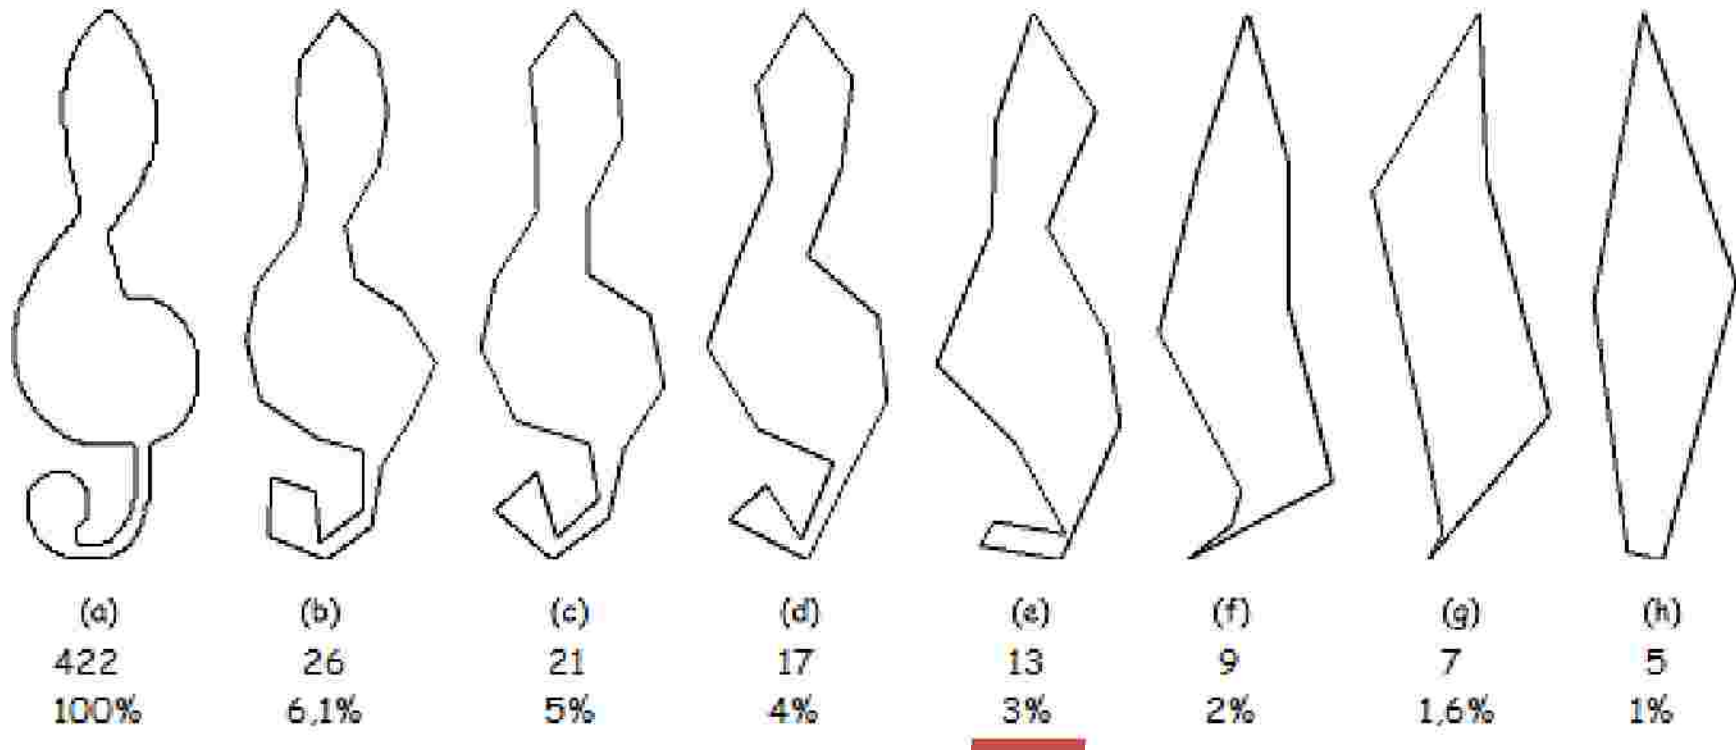 (a) (b) (c) (d) (e) (f) (g) (h)
422 26 21 17 13 9 7 5
100% 6,1% 5% 4% 3% 2% 1,6% 1%